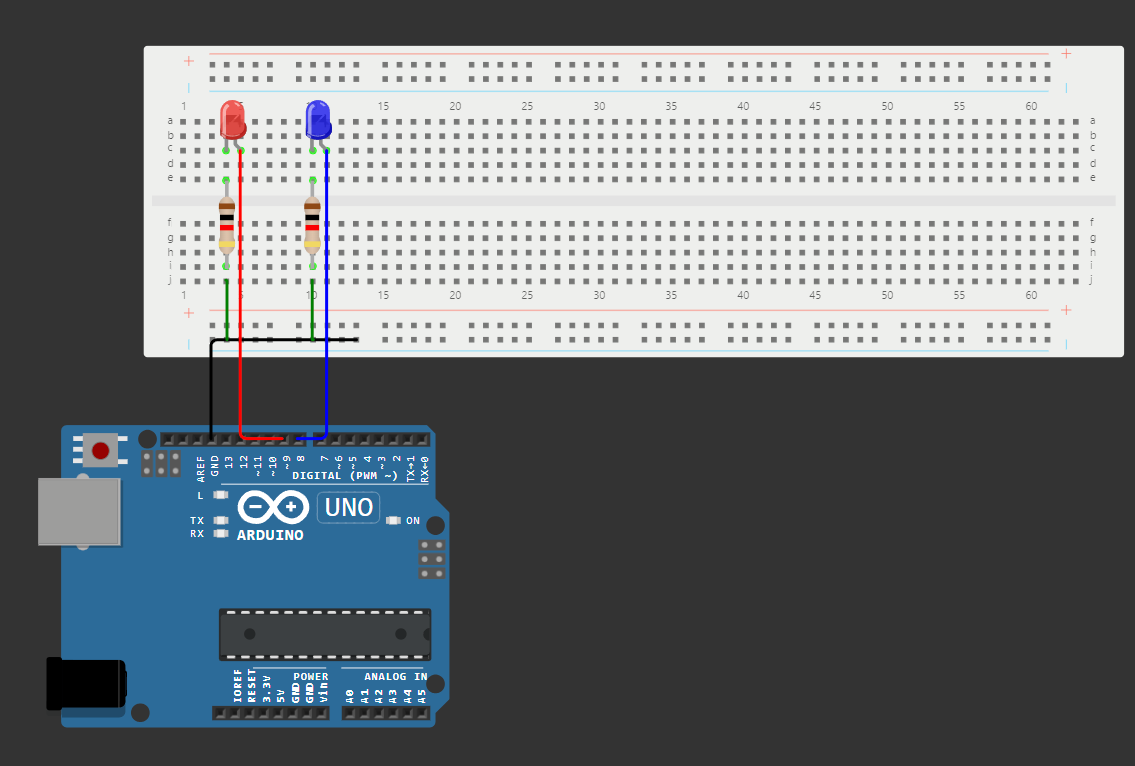 + +
1 5 10 15 20 25 30 35 40 45 50 55 60
a a
b b
c c
d d
e e
f f
g g
h h
i i
j j
1 5 10 15 20 25 30 35 40 45 50 55 60
+ +
AREF GND 13 12 ~11 ~10 ~9 8 7 ~6 ~5 4 ~3 2 TX→1 RX←0
DIGITAL (PWM ~)
L
UNO
TX ON
RX ARDUINO
POWER ANALOG IN
IOREF RESET 3.3V 5V GND GND Vin A0 A1 A2 A3 A4 A5